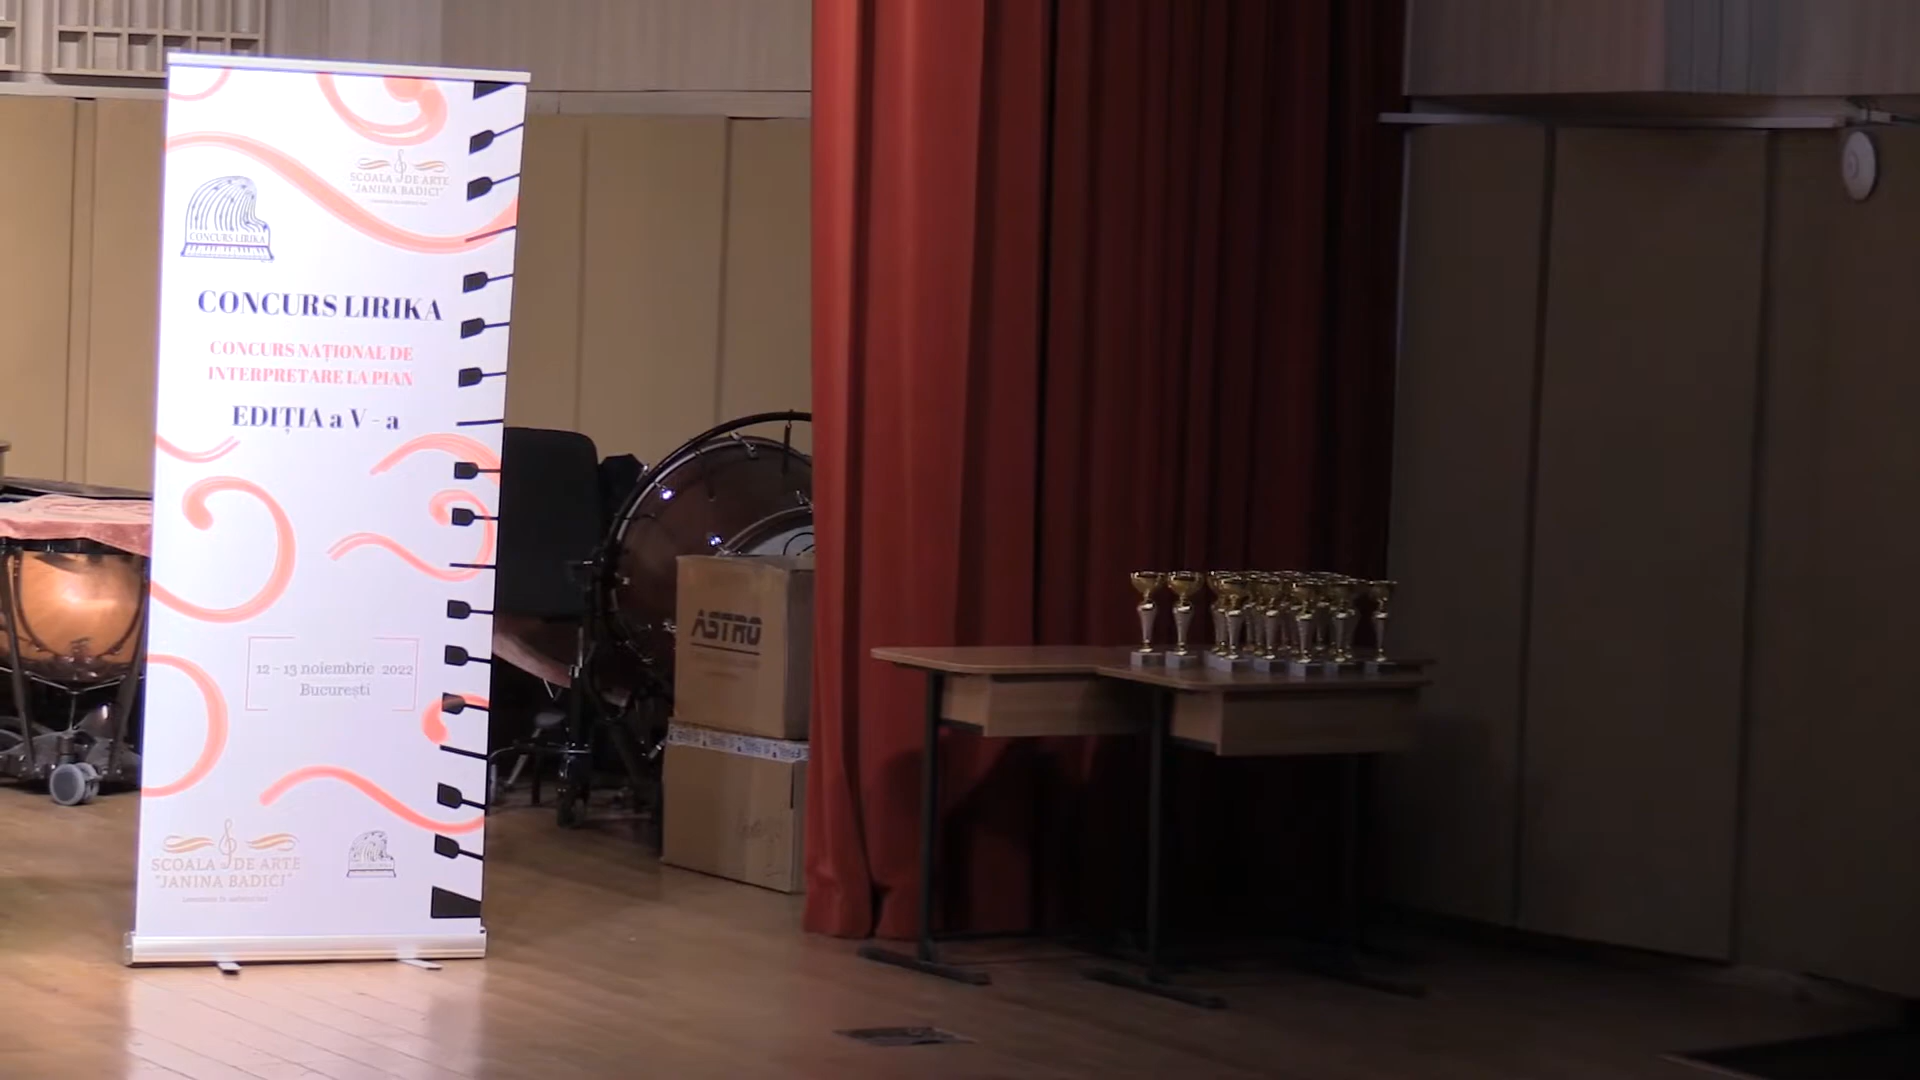 SCOALA DE ARTE
"JANINA BADICI"
CONCURS LIRIKA
CONCURS LIRIKA
CONCURS NAȚIONAL DE
INTERPRETARE LA PIAN
EDIȚIA a V - a
12 - 13 noiembrie 2022
București
SCOALA DE ARTE
"JANINA BADICI"
ASTRO